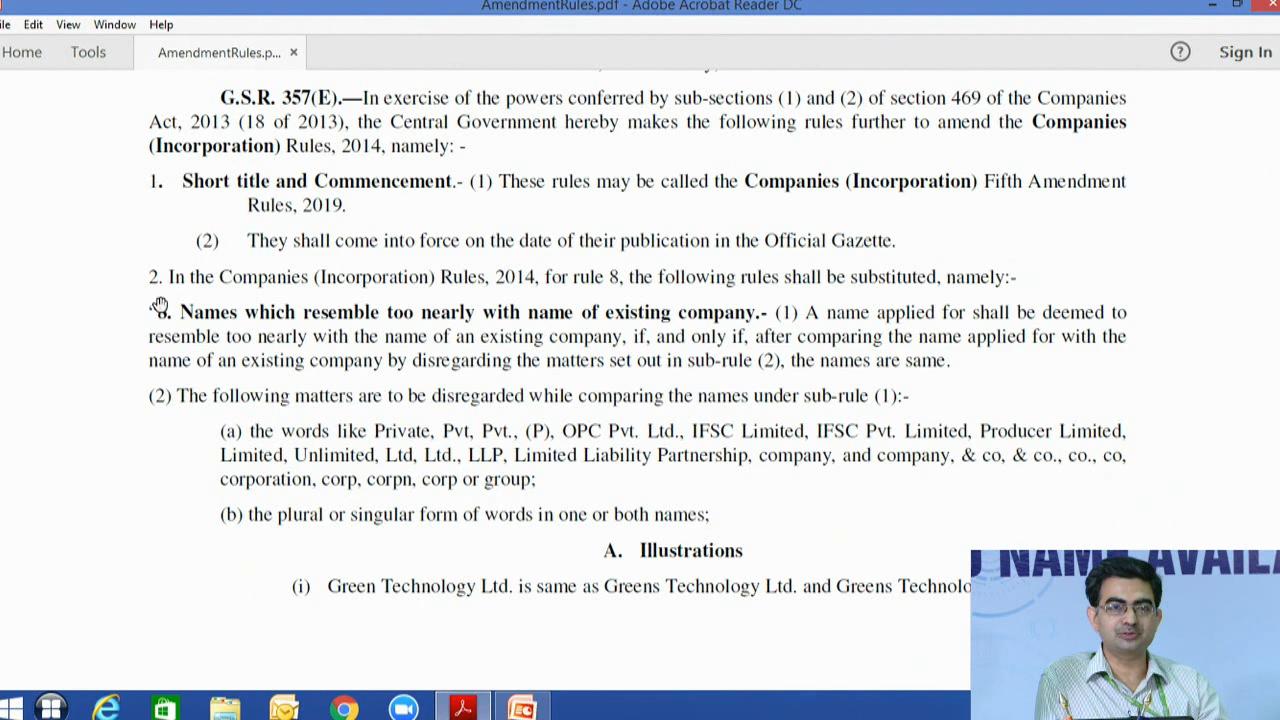 AmendmentRules.pdf - Adobe Acrobat Reader DC
ile Edit View Window Help
Home Tools AmendmentRules.p... × ? Sign In
G.S.R. 357(E).—In exercise of the powers conferred by sub-sections (1) and (2) of section 469 of the Companies
Act, 2013 (18 of 2013), the Central Government hereby makes the following rules further to amend the Companies
(Incorporation) Rules, 2014, namely: -
1. Short title and Commencement.- (1) These rules may be called the Companies (Incorporation) Fifth Amendment
Rules, 2019.
(2) They shall come into force on the date of their publication in the Official Gazette.
2. In the Companies (Incorporation) Rules, 2014, for rule 8, the following rules shall be substituted, namely:-
Names which resemble too nearly with name of existing company.- (1) A name applied for shall be deemed to
resemble too nearly with the name of an existing company, if, and only if, after comparing the name applied for with the
name of an existing company by disregarding the matters set out in sub-rule (2), the names are same.
(2) The following matters are to be disregarded while comparing the names under sub-rule (1):-
(a) the words like Private, Pvt, Pvt., (P), OPC Pvt. Ltd., IFSC Limited, IFSC Pvt. Limited, Producer Limited,
Limited, Unlimited, Ltd, Ltd., LLP, Limited Liability Partnership, company, and company, & co, & co., co., co,
corporation, corp, corpn, corp or group;
(b) the plural or singular form of words in one or both names;
A. Illustrations
(i) Green Technology Ltd. is same as Greens Technology Ltd. and Greens Technolo
NAME AVAIL